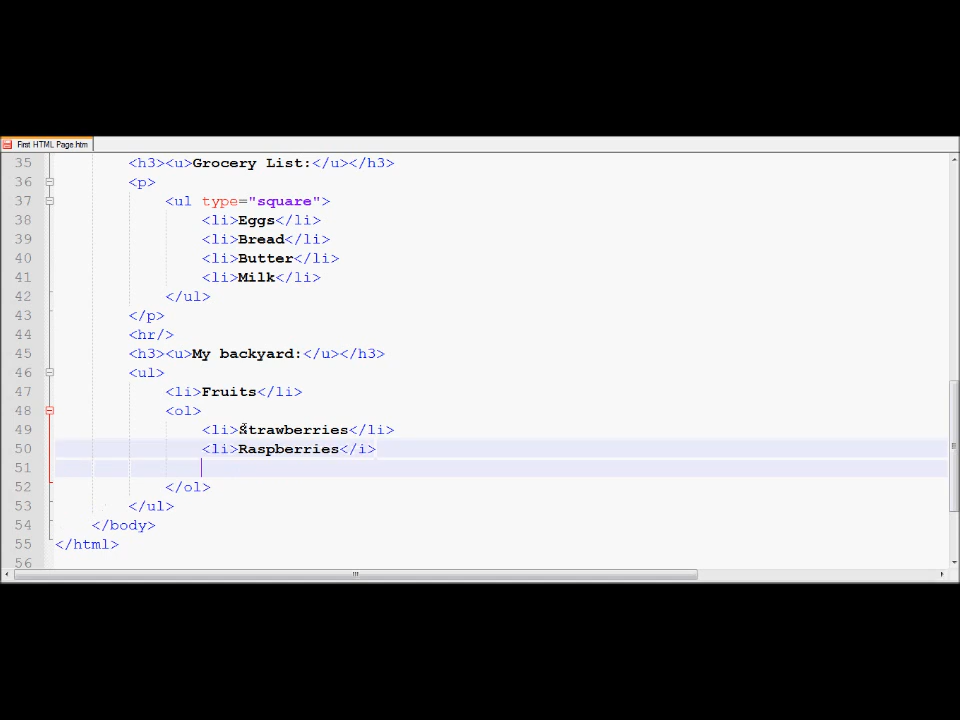 First HTML Page.htm
35 <h3><u>Grocery List:</u></h3>
36 <p>
37 <ul type="square">
38 <li>Eggs</li>
39 <li>Bread</li>
40 <li>Butter</li>
41 <li>Milk</li>
42 </ul>
43 </p>
44 <hr/>
45 <h3><u>My backyard:</u></h3>
46 <ul>
47 <li>Fruits</li>
48 <ol>
49 <li>Strawberries</li>
50 <li>Raspberries</i>
51
52 </ol>
53 </ul>
54 </body>
55 </html>
56